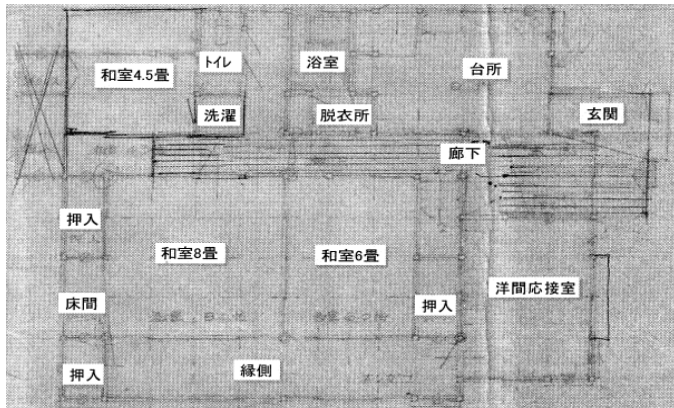 和室4.5畳
トイレ
浴室
台所
洗濯
脱衣所
玄関
廊下
押入
和室8畳
和室6畳
床間
押入
洋間応接室
押入
縁側